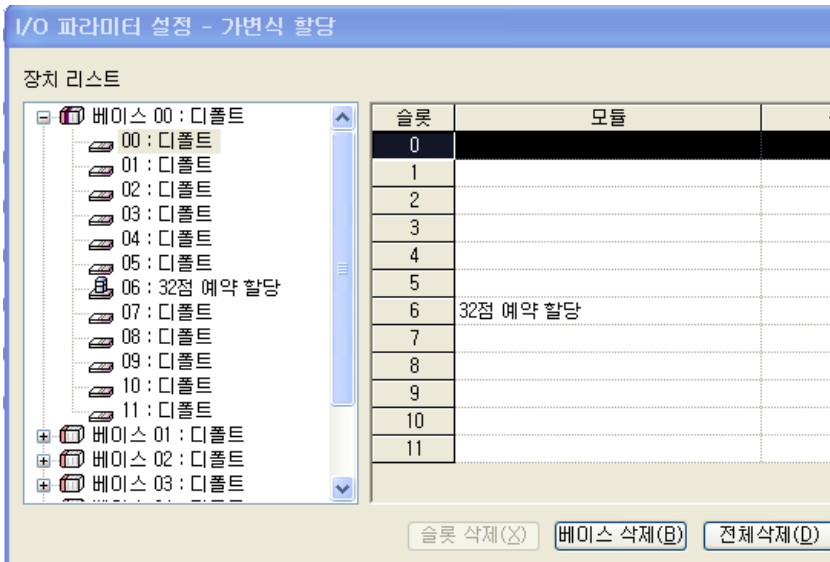 I/O 파라미터 설정 - 가변식 할당
장치 리스트
베이스 00 : 디폴트
00 : 디폴트
01 : 디폴트
02 : 디폴트
03 : 디폴트
04 : 디폴트
05 : 디폴트
06 : 32점 예약 할당
07 : 디폴트
08 : 디폴트
09 : 디폴트
10 : 디폴트
11 : 디폴트
베이스 01 : 디폴트
베이스 02 : 디폴트
베이스 03 : 디폴트
슬롯 모듈
0
1
2
3
4
5
6 32점 예약 할당
7
8
9
10
11
슬롯 삭제(X) 베이스 삭제(B) 전체삭제(D)